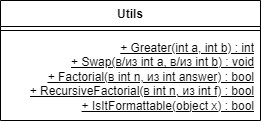 Utils
+ Greater(int a, int b) : int
+ Swap(в/из int a, в/из int b) : void
+ Factorial(в int n, из int answer) : bool
+ RecursiveFactorial(в int n, из int f) : bool
+ IsItFormattable(object x) : bool